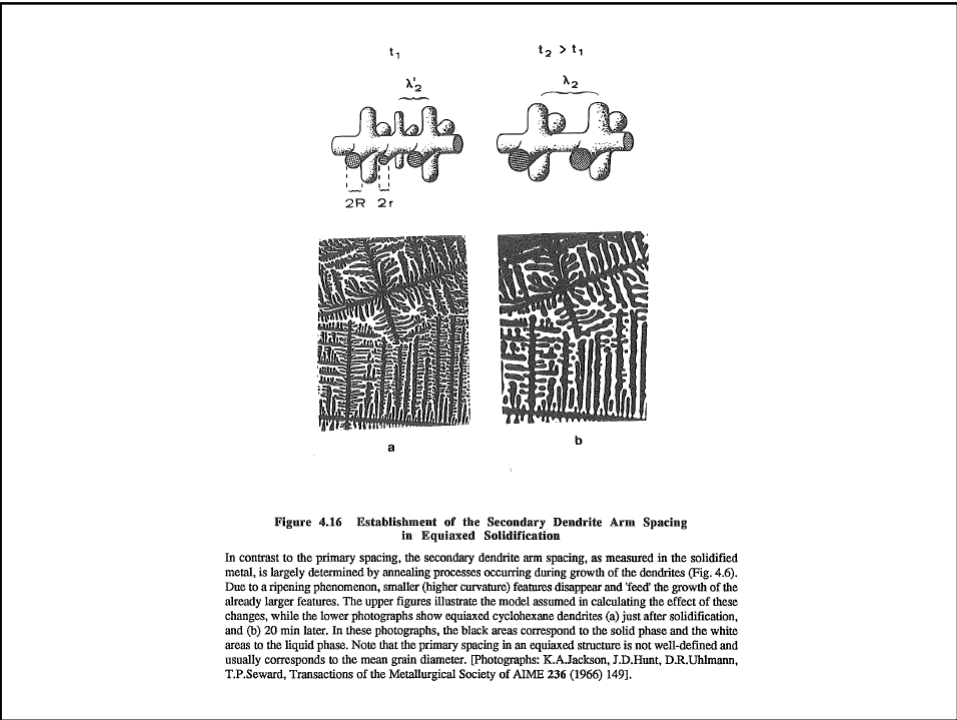 t₁
t₂ > t₁
λ'₂
λ₂
2R 2r
a
b
Figure 4.16 Establishment of the Secondary Dendrite Arm Spacing
in Equiaxed Solidification
In contrast to the primary spacing, the secondary dendrite arm spacing, as measured in the solidified
metal, is largely determined by annealing processes occurring during growth of the dendrites (Fig. 4.6).
Due to a ripening phenomenon, smaller (higher curvature) features disappear and 'feed' the growth of the
already larger features. The upper figures illustrate the model assumed in calculating the effect of these
changes, while the lower photographs show equiaxed cyclohexane dendrites (a) just after solidification,
and (b) 20 min later. In these photographs, the black areas correspond to the solid phase and the white
areas to the liquid phase. Note that the primary spacing in an equiaxed structure is not well-defined and
usually corresponds to the mean grain diameter. [Photographs: K.A.Jackson, J.D.Hunt, D.R.Uhlmann,
T.P.Seward, Transactions of the Metallurgical Society of AIME 236 (1966) 149].